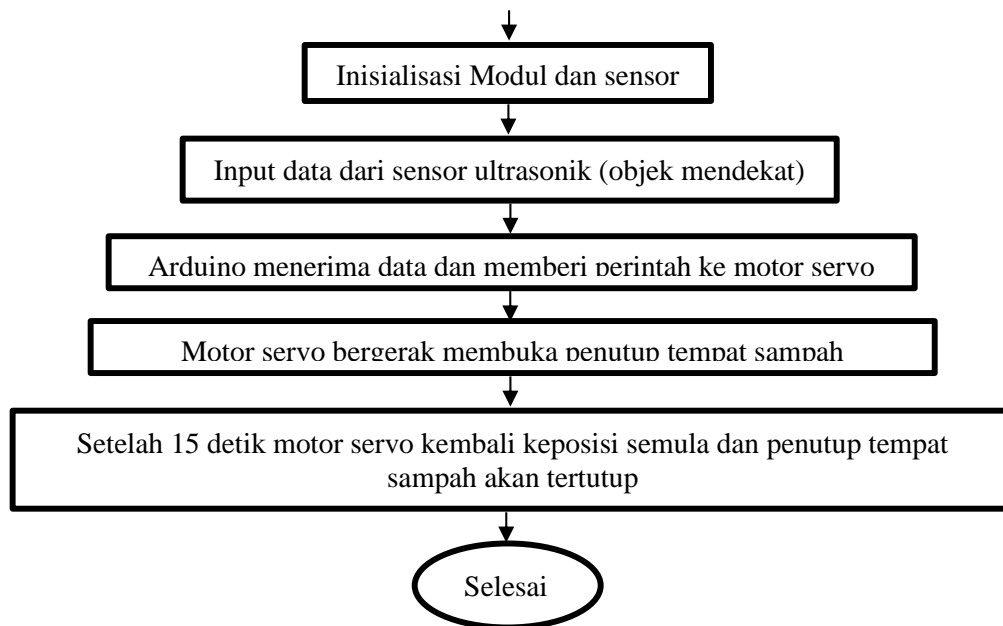 Inisialisasi Modul dan sensor
Input data dari sensor ultrasonik (objek mendekat)
Arduino menerima data dan memberi perintah ke motor servo
Motor servo bergerak membuka penutup tempat sampah
Setelah 15 detik motor servo kembali keposisi semula dan penutup tempat
sampah akan tertutup
Selesai